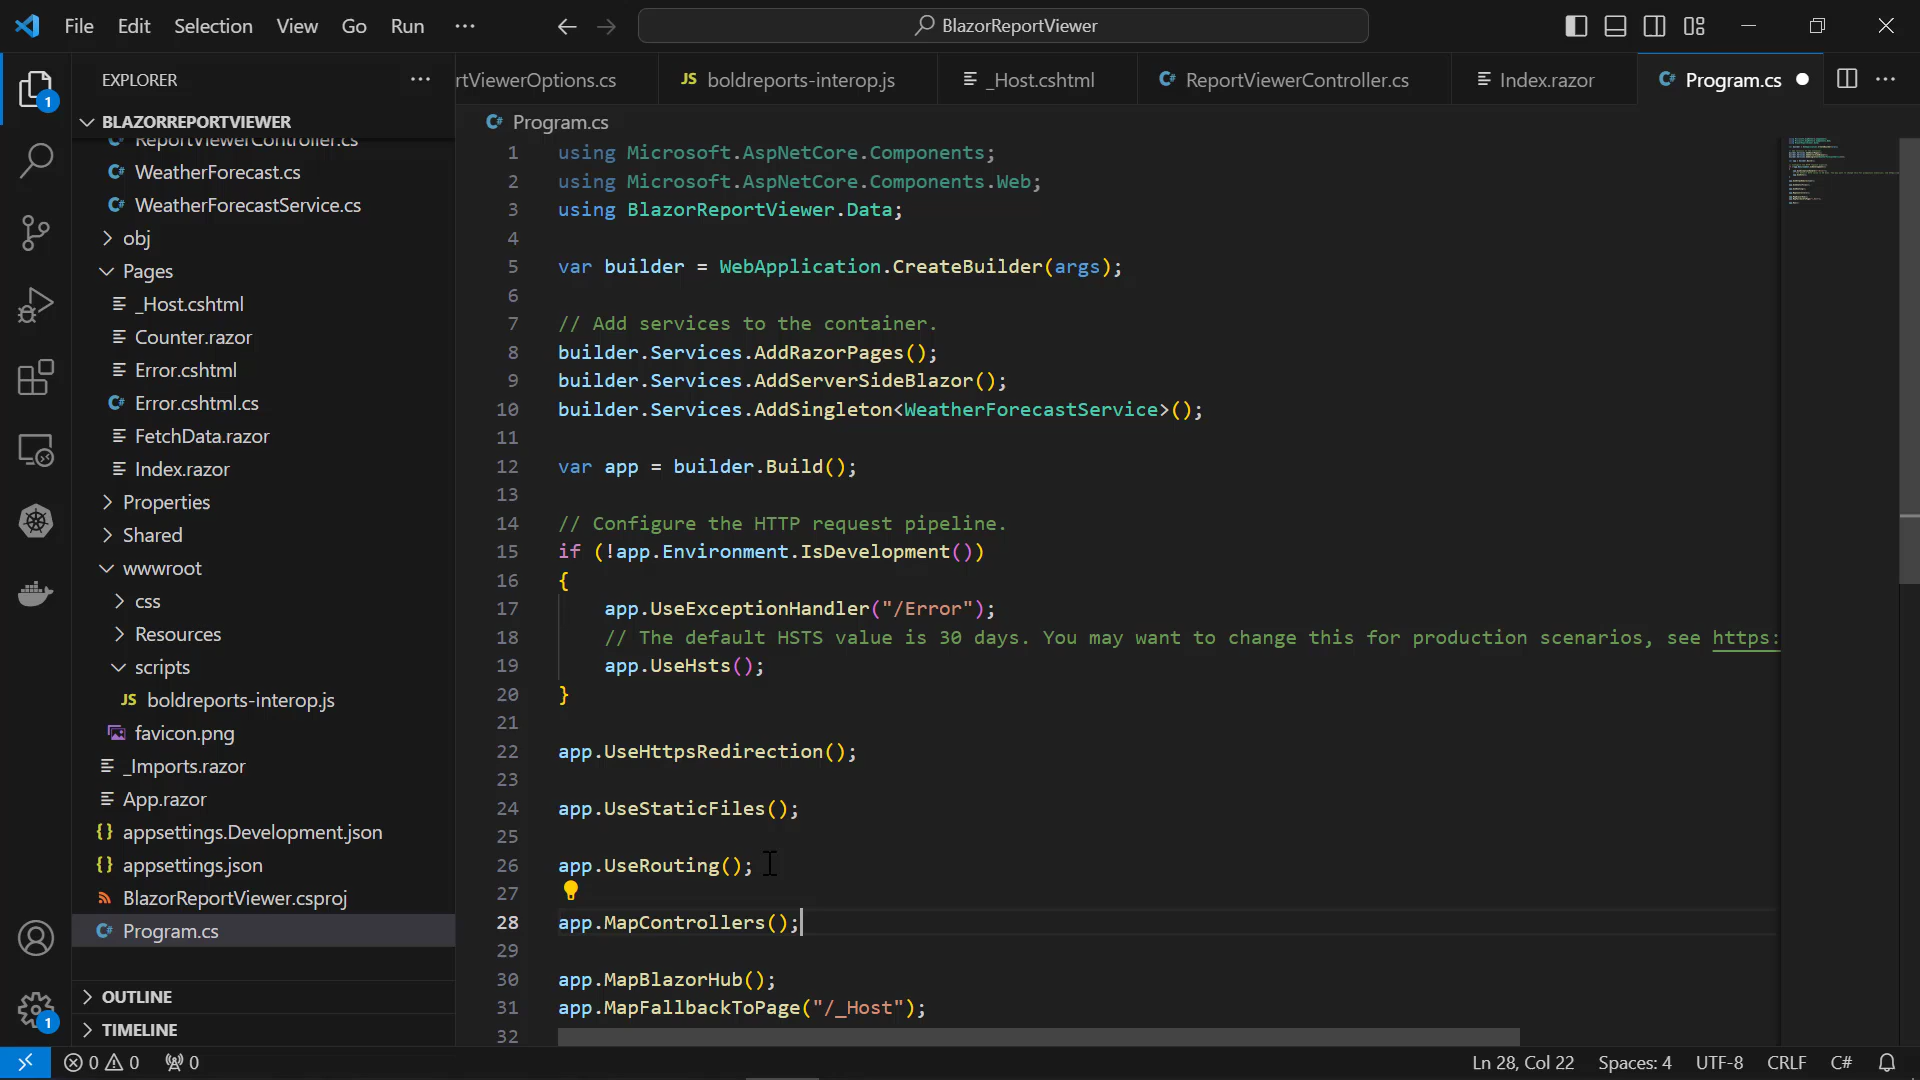 File Edit Selection View Go Run ···
BlazorReportViewer
EXPLORER
rtViewerOptions.cs
JS boldreports-interop.js
_Host.cshtml
C# ReportViewerController.cs
Index.razor
C# Program.cs
1
BLAZORREPORTVIEWER
C# ReportViewerController.cs
C# WeatherForecast.cs
C# WeatherForecastService.cs
obj
Pages
_Host.cshtml
Counter.razor
Error.cshtml
C# Error.cshtml.cs
FetchData.razor
Index.razor
Properties
Shared
wwwroot
css
Resources
scripts
JS boldreports-interop.js
favicon.png
_Imports.razor
App.razor
{} appsettings.Development.json
{} appsettings.json
BlazorReportViewer.csproj
C# Program.cs
OUTLINE
TIMELINE
1
C# Program.cs
1 using Microsoft.AspNetCore.Components;
2 using Microsoft.AspNetCore.Components.Web;
3 using BlazorReportViewer.Data;
4
5 var builder = WebApplication.CreateBuilder(args);
6
7 // Add services to the container.
8 builder.Services.AddRazorPages();
9 builder.Services.AddServerSideBlazor();
10 builder.Services.AddSingleton<WeatherForecastService>();
11
12 var app = builder.Build();
13
14 // Configure the HTTP request pipeline.
15 if (!app.Environment.IsDevelopment())
16 {
17 app.UseExceptionHandler("/Error");
18 // The default HSTS value is 30 days. You may want to change this for production scenarios, see https:
19 app.UseHsts();
20 }
21
22 app.UseHttpsRedirection();
23
24 app.UseStaticFiles();
25
26 app.UseRouting();
27
28 app.MapControllers();
29
30 app.MapBlazorHub();
31 app.MapFallbackToPage("/_Host");
32
0 0 0
Ln 28, Col 22 Spaces: 4 UTF-8 CRLF C#